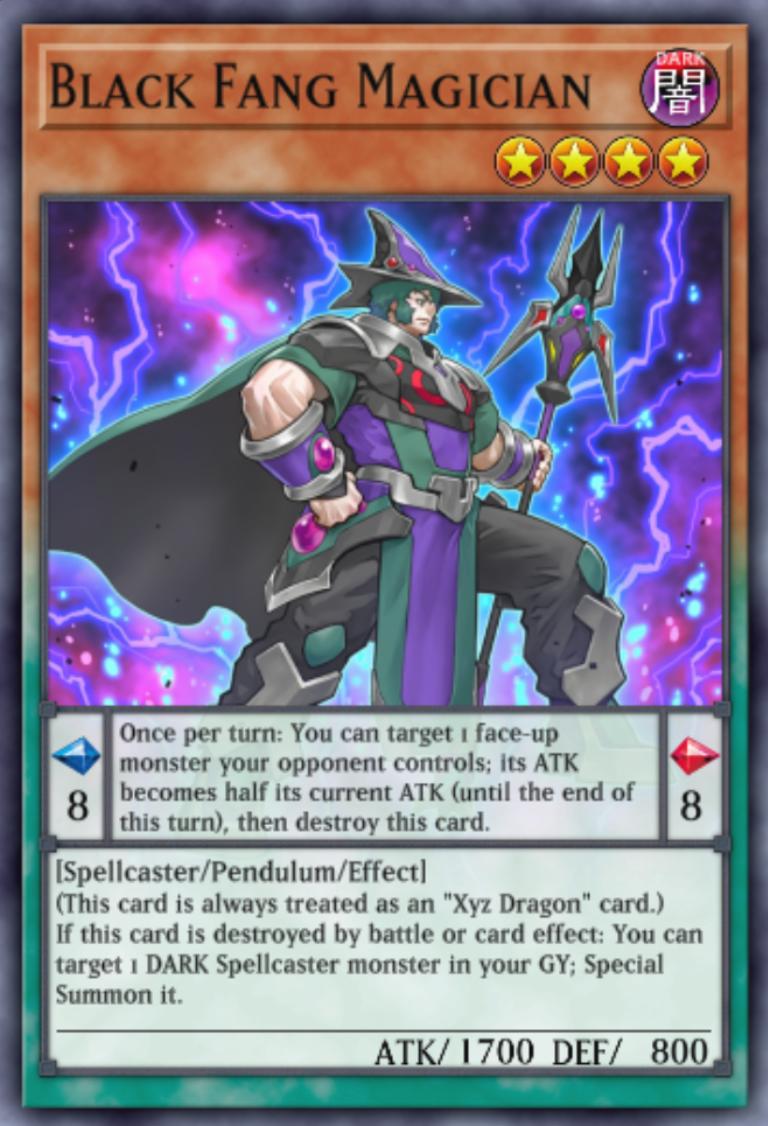 BLACK FANG MAGICIAN
DARK
闇
Once per turn: You can target 1 face-up
monster your opponent controls; its ATK
becomes half its current ATK (until the end of
this turn), then destroy this card.
8
8
[Spellcaster/Pendulum/Effect]
(This card is always treated as an "Xyz Dragon" card.)
If this card is destroyed by battle or card effect: You can
target 1 DARK Spellcaster monster in your GY; Special
Summon it.
ATK/ 1700 DEF/ 800